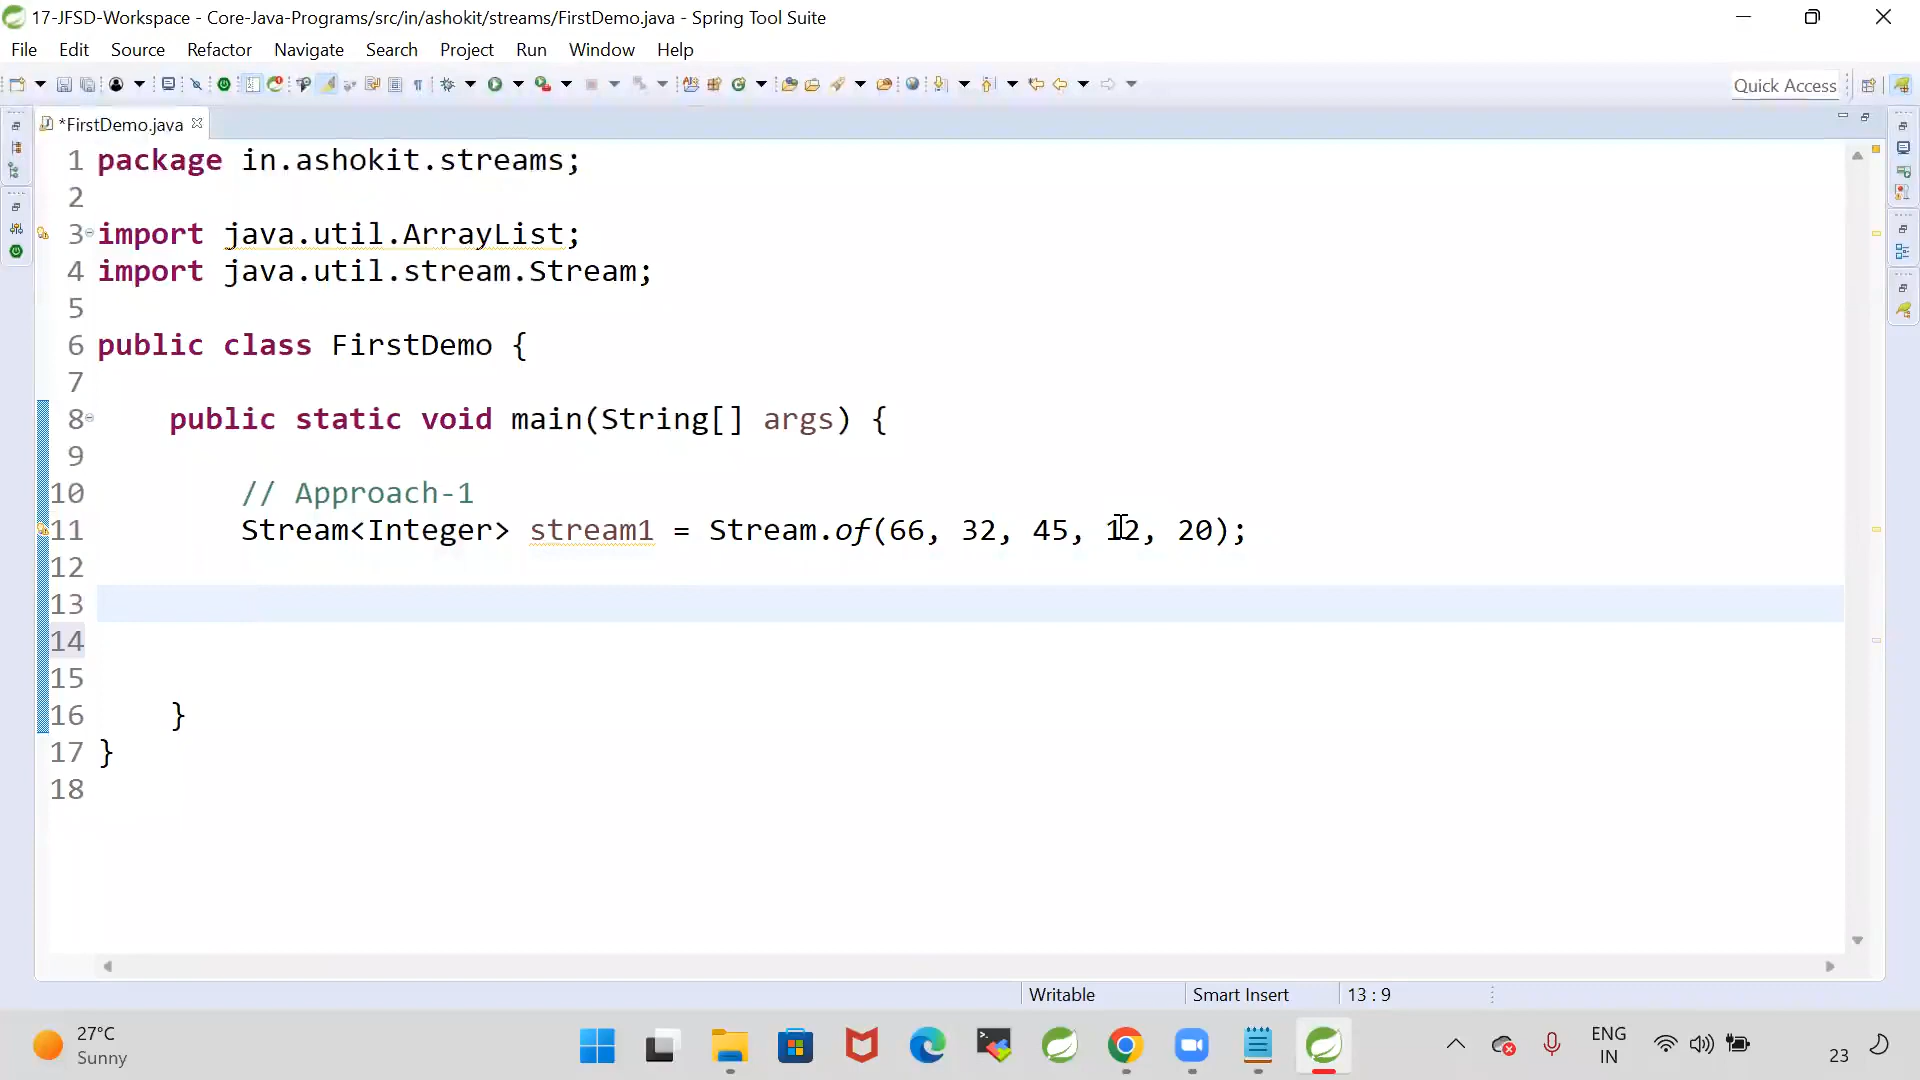 17-JFSD-Workspace - Core-Java-Programs/src/in/ashokit/streams/FirstDemo.java - Spring Tool Suite
File Edit Source Refactor Navigate Search Project Run Window Help
Quick Access
*FirstDemo.java
1 package in.ashokit.streams;
2
3 import java.util.ArrayList;
4 import java.util.stream.Stream;
5
6 public class FirstDemo {
7
8 public static void main(String[] args) {
9
10 // Approach-1
11 Stream<Integer> stream1 = Stream.of(66, 32, 45, 12, 20);
12
13
14
15
16 }
17 }
18
Writable Smart Insert 13 : 9
27°C
Sunny
ENG
IN
23